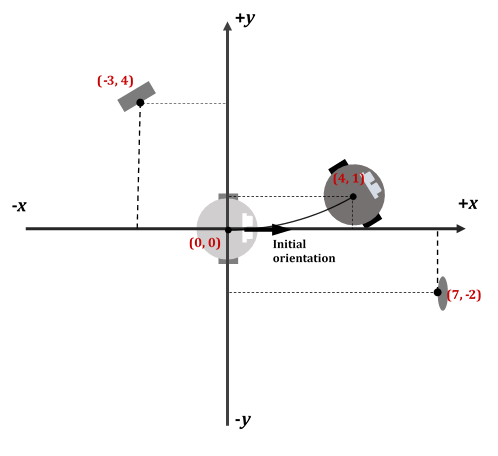 +y
(-3, 4)
(4, 1)
-x
+x
(0, 0)
Initial
orientation
(7, -2)
-y